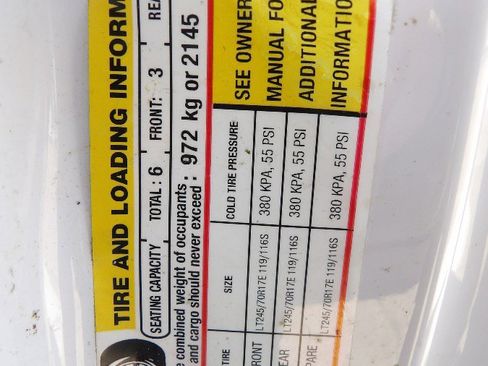 TIRE AND LOADING INFORM
SEATING CAPACITY TOTAL: 6 FRONT: 3 REA
e combined weight of occupants
and cargo should never exceed : 972 kg or 2145
TIRE SIZE COLD TIRE PRESSURE
RONT LT245/70R17E 119/116S 380 KPA, 55 PSI
EAR LT245/70R17E 119/116S 380 KPA, 55 PSI
PARE LT245/70R17E 119/116S 380 KPA, 55 PSI
SEE OWNER
MANUAL FO
ADDITIONAL
INFORMATION